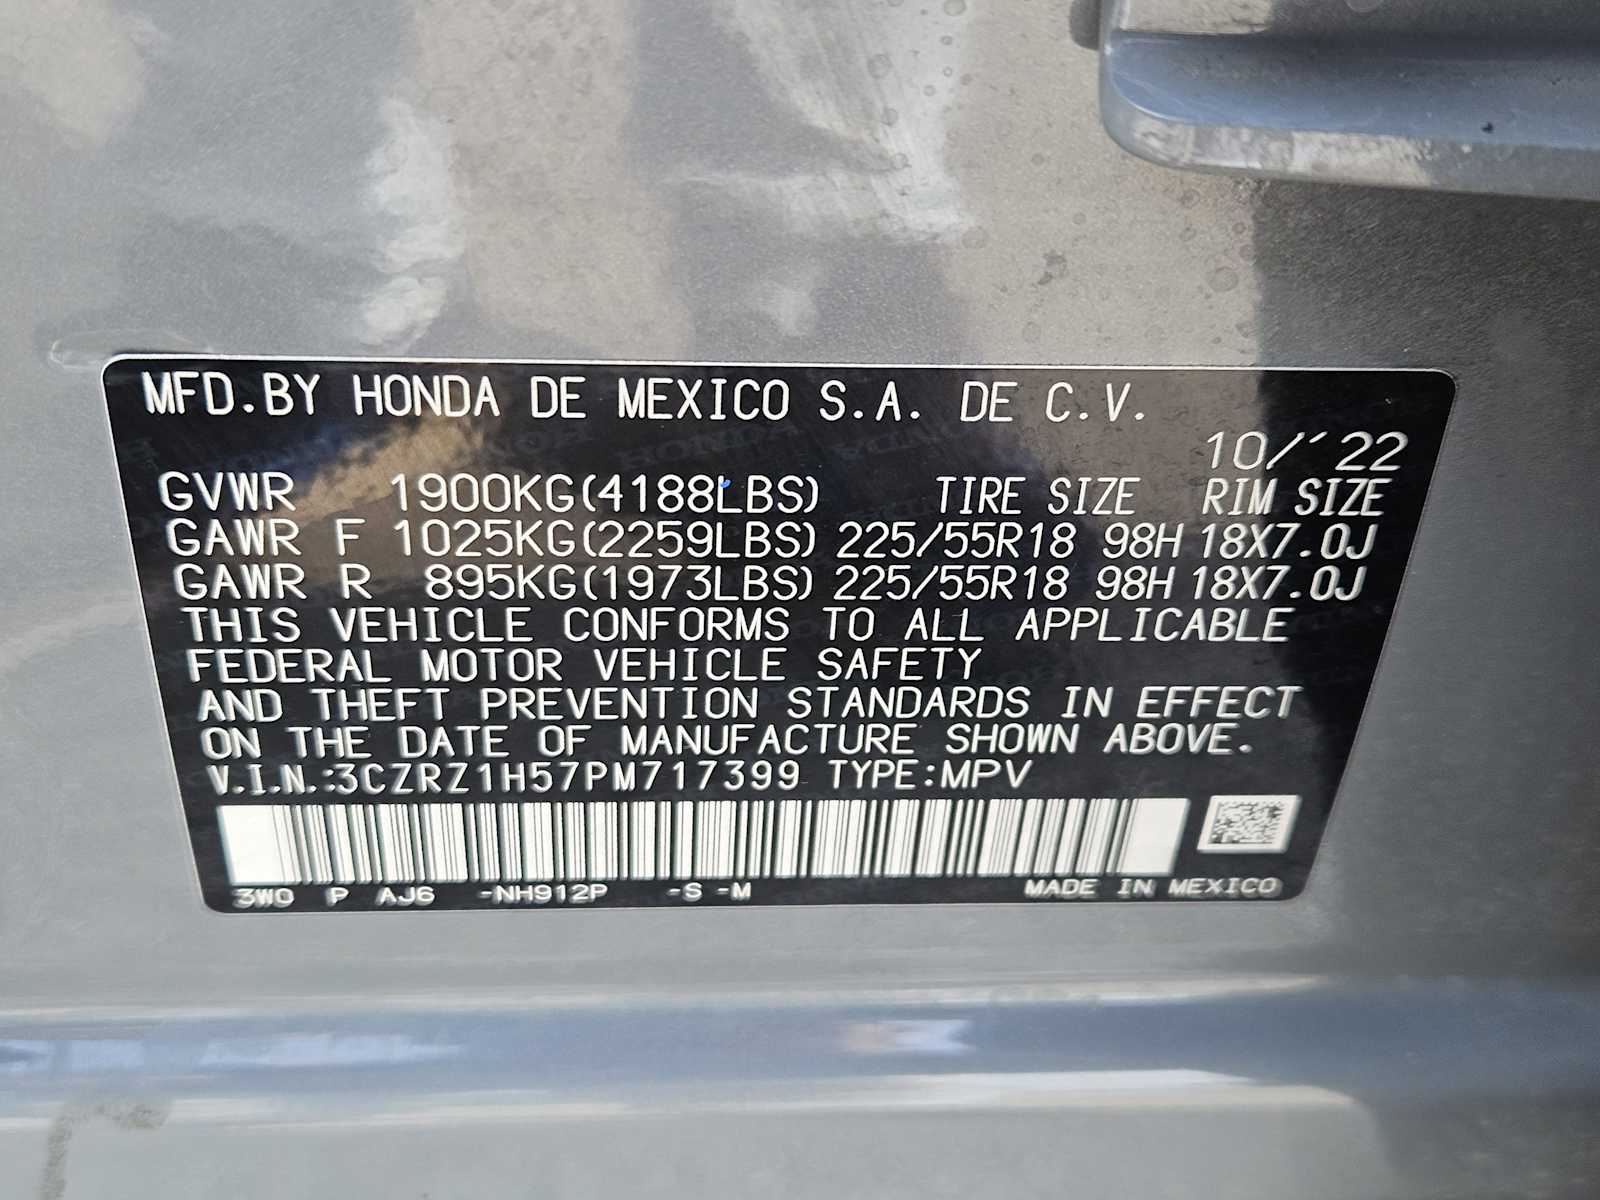 MFD.BY HONDA DE MEXICO S.A. DE C.V.
10/'22
GVWR 1900KG(4188LBS) TIRE SIZE RIM SIZE
GAWR F 1025KG(2259LBS) 225/55R18 98H 18X7.0J
GAWR R 895KG(1973LBS) 225/55R18 98H 18X7.0J
THIS VEHICLE CONFORMS TO ALL APPLICABLE
FEDERAL MOTOR VEHICLE SAFETY
AND THEFT PREVENTION STANDARDS IN EFFECT
ON THE DATE OF MANUFACTURE SHOWN ABOVE.
V.I.N.:3CZRZ1H57PM717399 TYPE:MPV
3W0 P AJ6 -NH912P -S -M MADE IN MEXICO